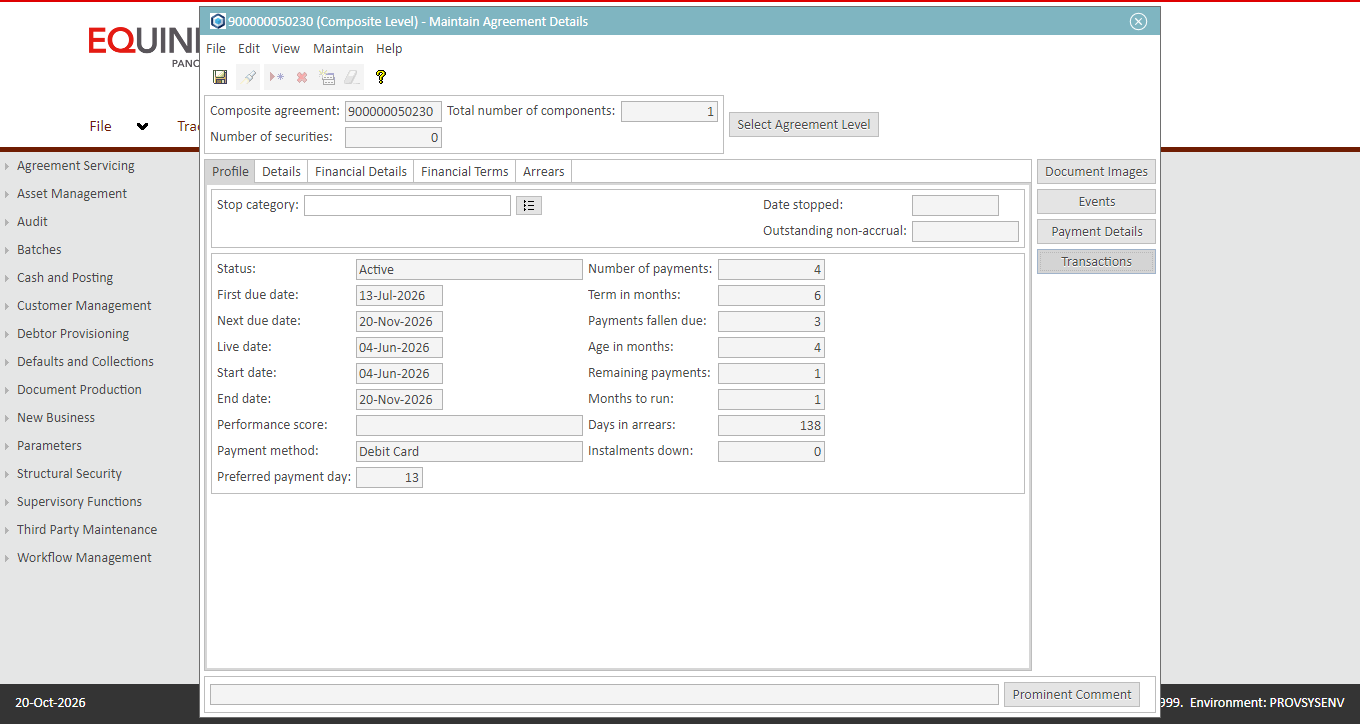 900000050230 (Composite Level) - Maintain Agreement Details
EQUIN
PANO
File Edit View Maintain Help
Composite agreement: 900000050230 Total number of components: 1
Select Agreement Level
Number of securities: 0
File
Profile Details Financial Details Financial Terms Arrears
Document Images
Events
Payment Details
Transactions
Stop category:
Date stopped:
Outstanding non-accrual:
Status: Active Number of payments: 4
First due date: 13-Jul-2026 Term in months: 6
Next due date: 20-Nov-2026 Payments fallen due: 3
Live date: 04-Jun-2026 Age in months: 4
Start date: 04-Jun-2026 Remaining payments: 1
End date: 20-Nov-2026 Months to run: 1
Performance score: Days in arrears: 138
Payment method: Debit Card Instalments down: 0
Preferred payment day: 13
Agreement Servicing
Asset Management
Audit
Batches
Cash and Posting
Customer Management
Debtor Provisioning
Defaults and Collections
Document Production
New Business
Parameters
Structural Security
Supervisory Functions
Third Party Maintenance
Workflow Management
Prominent Comment
20-Oct-2026
999. Environment: PROVSYSENV